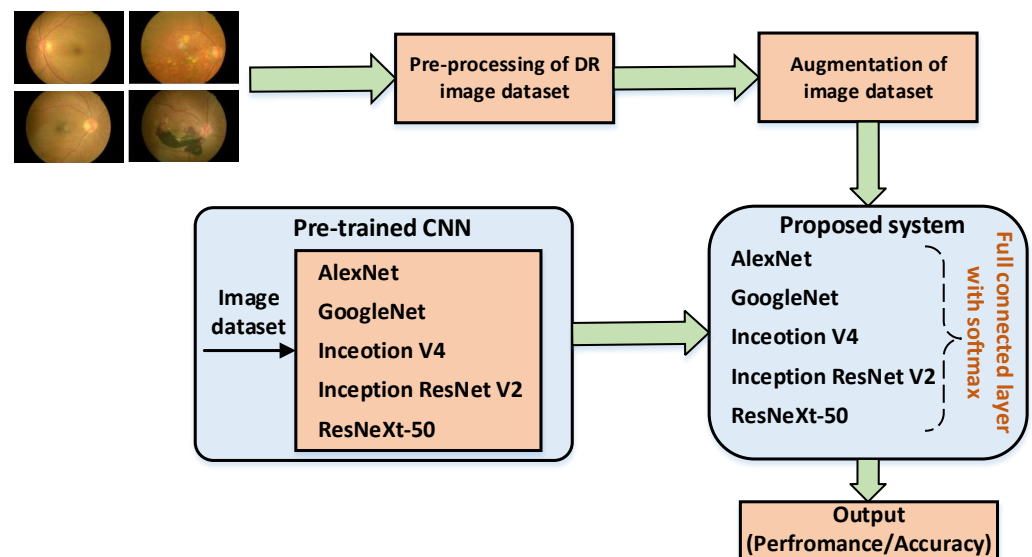 Pre-processing of DR
image dataset
Augmentation of
image dataset
Pre-trained CNN
Image
dataset
AlexNet
GoogleNet
Inceotion V4
Inception ResNet V2
ResNeXt-50
Proposed system
AlexNet
GoogleNet
Inceotion V4
Inception ResNet V2
ResNeXt-50
Full connected layer
with softmax
Output
(Perfromance/Accuracy)